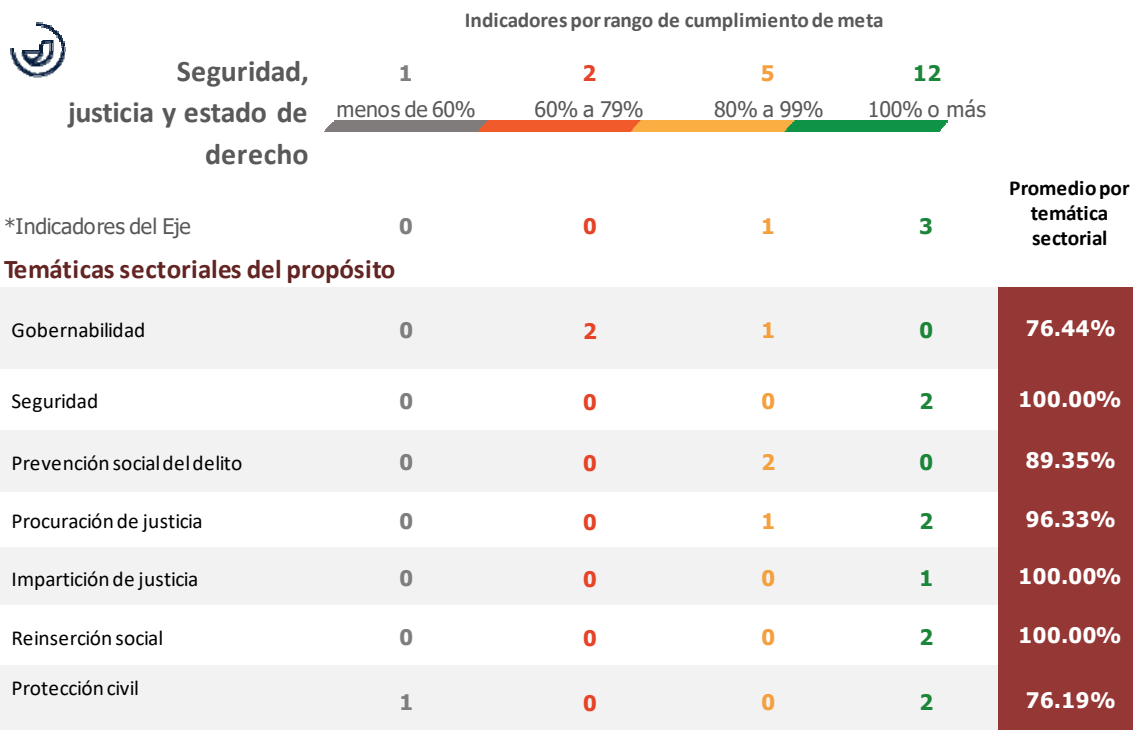 Indicadores por rango de cumplimiento de meta
Seguridad,
justicia y estado de
derecho
1 2 5 12
menos de 60% 60% a 79% 80% a 99% 100% o más
Promedio por
temática
sectorial
*Indicadores del Eje 0 0 1 3
Temáticas sectoriales del propósito
Gobernabilidad 0 2 1 0 76.44%
Seguridad 0 0 0 2 100.00%
Prevención social del delito 0 0 2 0 89.35%
Procuración de justicia 0 0 1 2 96.33%
Impartición de justicia 0 0 0 1 100.00%
Reinserción social 0 0 0 2 100.00%
Protección civil 1 0 0 2 76.19%